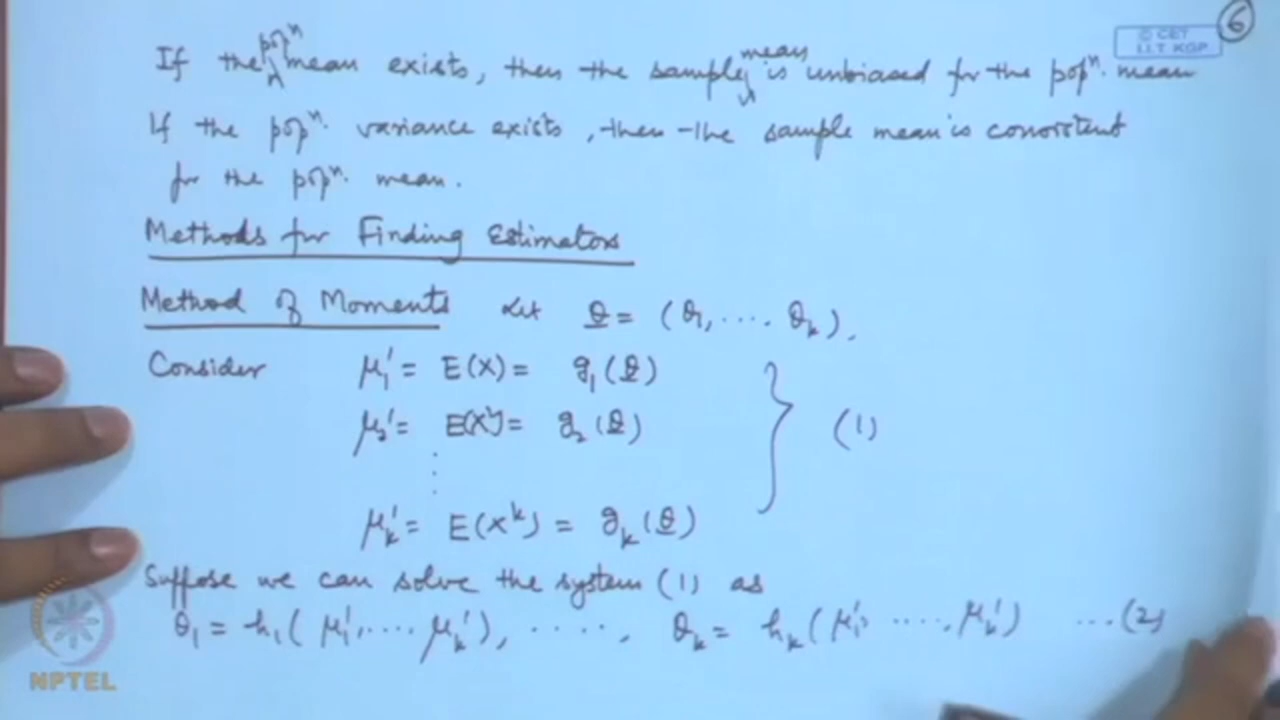 6
© CET
I.I.T. KGP
If the popⁿ mean exists, then the sample mean is unbiased for the popⁿ. mean
If the popⁿ. variance exists, then the sample mean is consistent
for the popⁿ. mean.
Methods for Finding Estimators
Method of Moments Let θ = (θ₁, .... θₖ).
Consider μ₁' = E(X) = g₁(θ)
μ₂' = E(X²) = g₂(θ) } (1)
⋮
μₖ' = E(Xᵏ) = gₖ(θ)
Suppose we can solve the system (1) as
θ₁ = h₁(μ₁', .... μₖ'), ....., θₖ = hₖ(μ₁', ....., μₖ') ...(2)
NPTEL